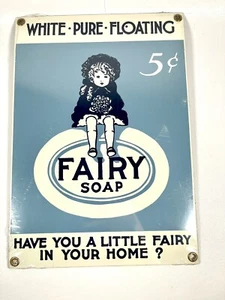 WHITE · PURE · FLOATING
5¢
FAIRY
SOAP
HAVE YOU A LITTLE FAIRY
IN YOUR HOME ?